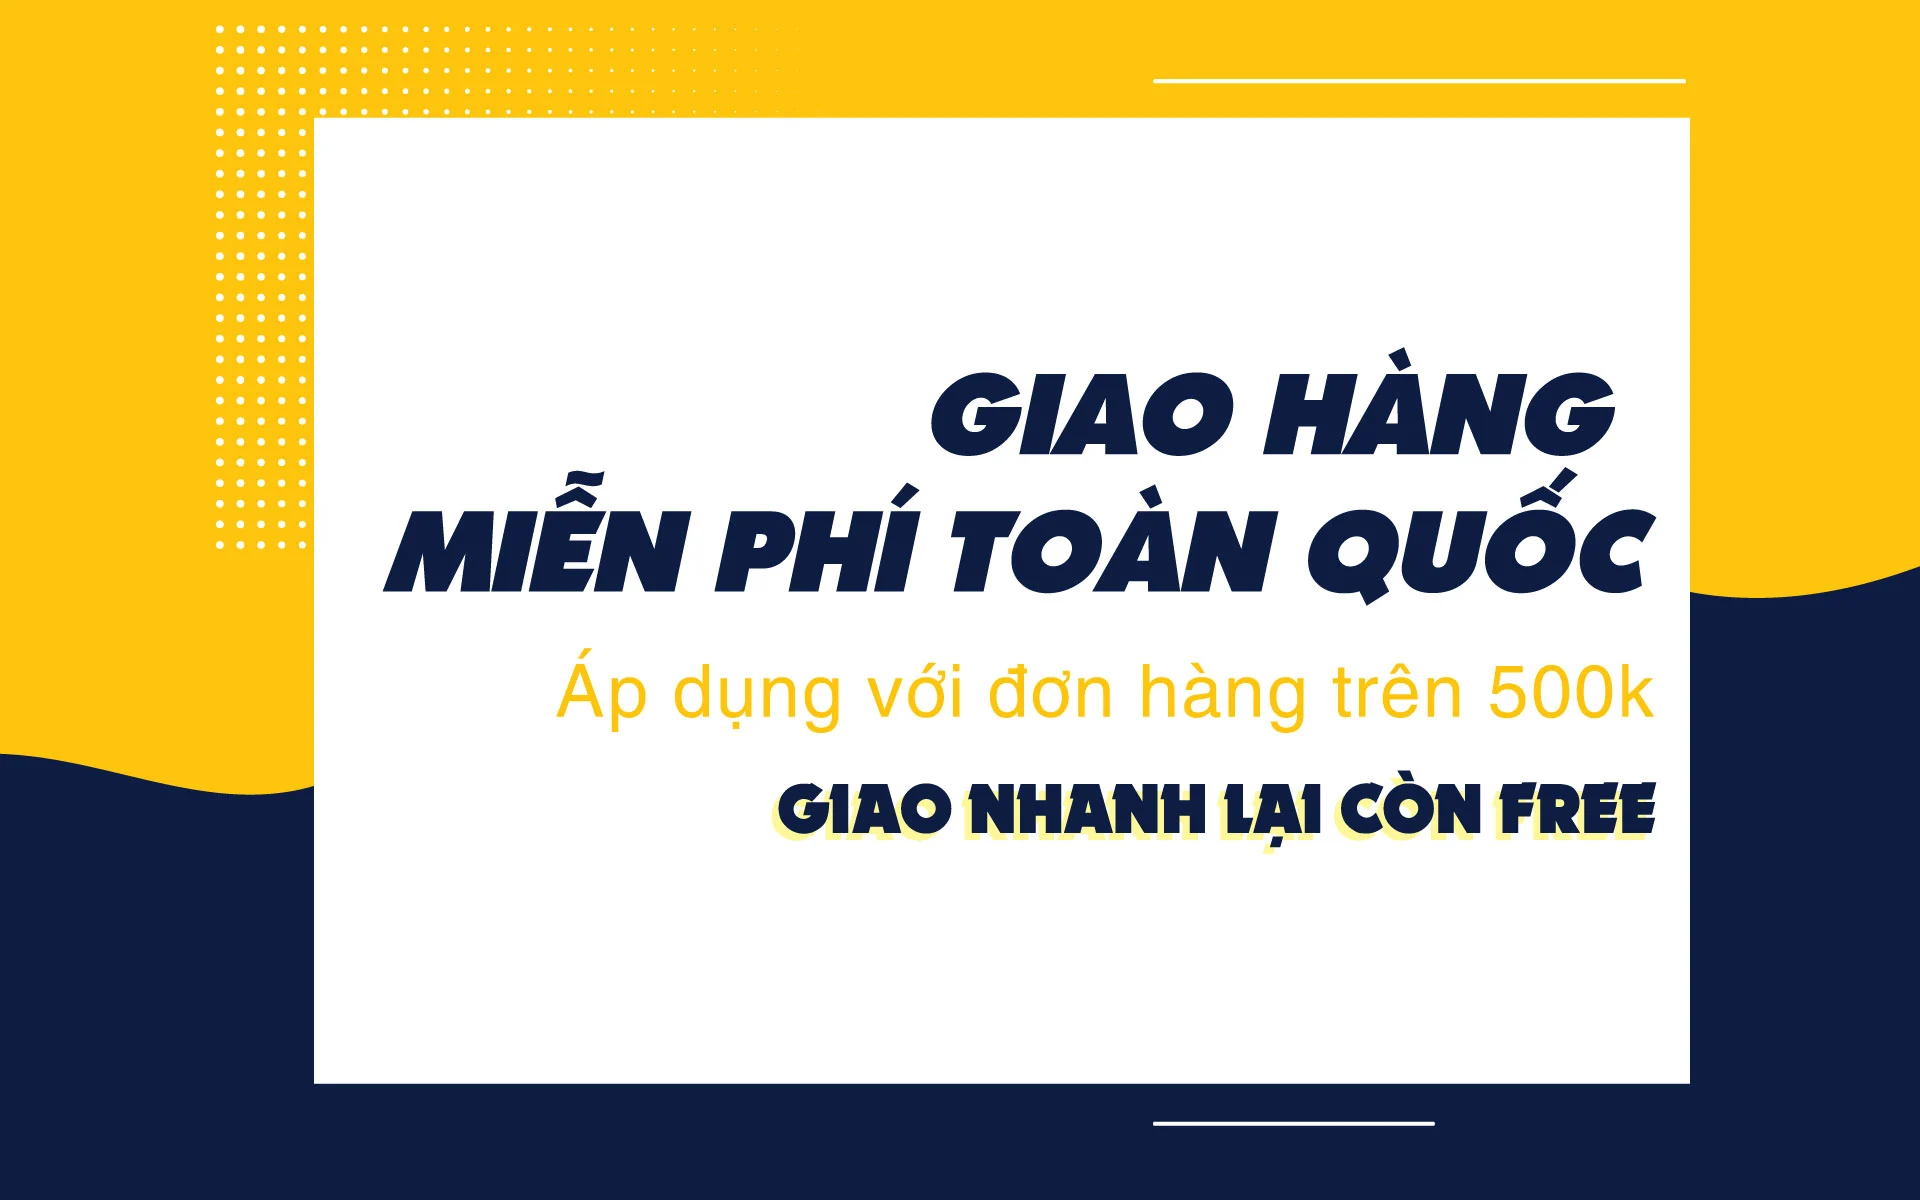 GIAO HÀNG
MIỄN PHÍ TOÀN QUỐC
Áp dụng với đơn hàng trên 500k
GIAO NHANH LẠI CÒN FREE